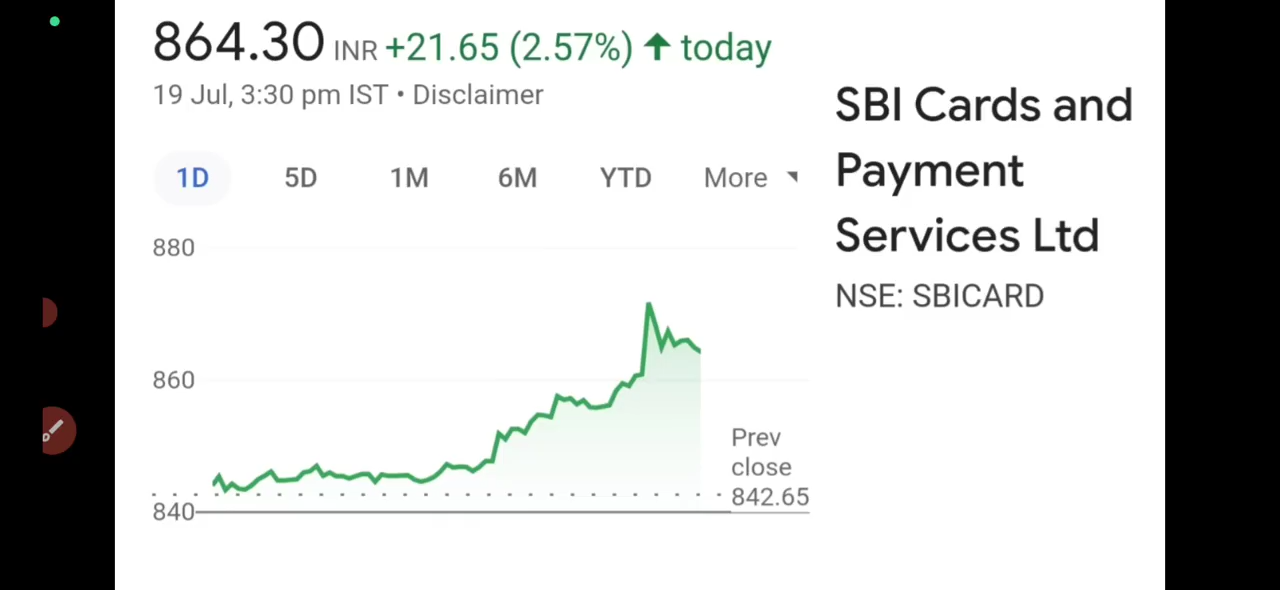 864.30 INR +21.65 (2.57%) ↑ today
19 Jul, 3:30 pm IST • Disclaimer
1D 5D 1M 6M YTD More
880
860
840
Prev
close
842.65
SBI Cards and
Payment
Services Ltd
NSE: SBICARD